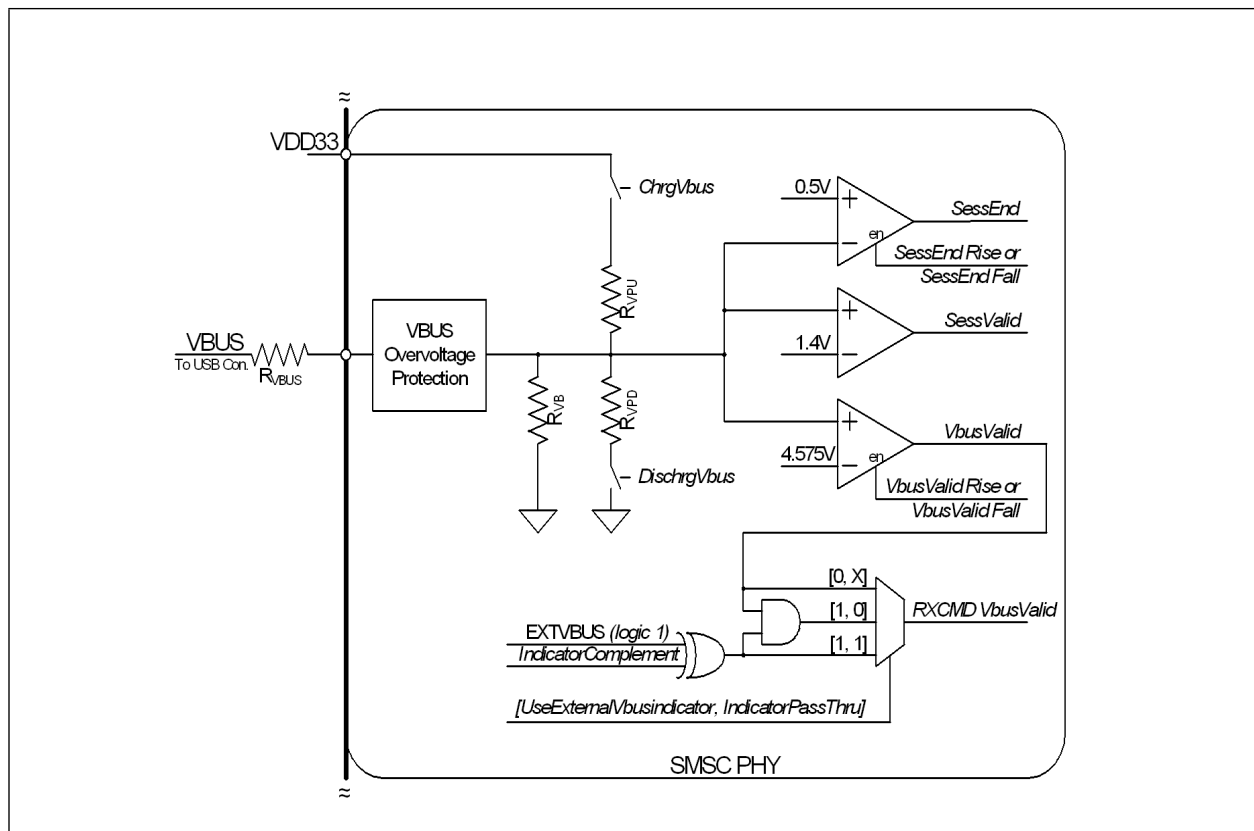 ≈
VDD33
ChrgVbus
0.5V
+
−
en
SessEnd
SessEnd Rise or
SessEnd Fall
RVPU
+
1.4V
−
SessValid
VBUS
To USB Con.
RVBUS
VBUS
Overvoltage
Protection
RVB
RVPD
DischrgVbus
+
4.575V
−
en
VbusValid
VbusValid Rise or
VbusValid Fall
[0, X]
[1, 0]
[1, 1]
RXCMD VbusValid
EXTVBUS (logic 1)
IndicatorComplement
[UseExternalVbusindicator, IndicatorPassThru]
SMSC PHY
≈